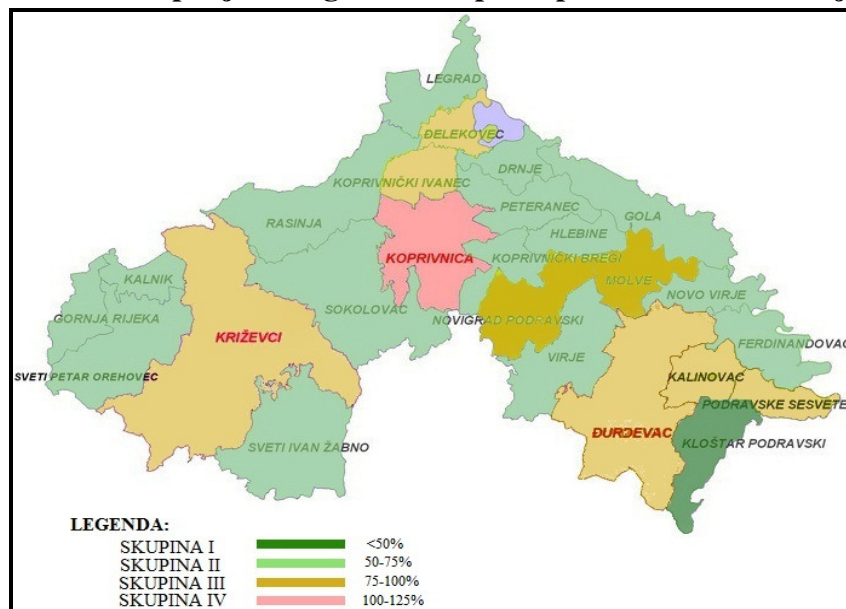 LEGRAD
ĐELEKOVEC
DRNJE
KOPRIVNIČKI IVANEC
PETERANEC
GOLA
RASINJA
HLEBINE
KOPRIVNICA
KOPRIVNIČKI BREGI
KALNIK
MOLVE
NOVO VIRJE
SOKOLOVAC
GORNJA RIJEKA
NOVIGRAD PODRAVSKI
KRIŽEVCI
FERDINANDOVAC
VIRJE
SVETI PETAR OREHOVEC
KALINOVAC
PODRAVSKE SESVETE
ĐURĐEVAC
SVETI IVAN ŽABNO
KLOŠTAR PODRAVSKI
LEGENDA:
SKUPINA I <50%
SKUPINA II 50-75%
SKUPINA III 75-100%
SKUPINA IV 100-125%